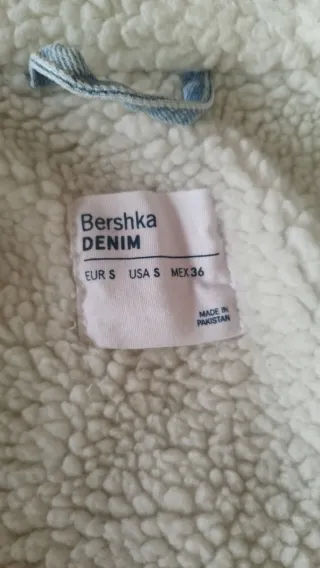 Bershka
DENIM
EUR S USA S MEX 36
MADE IN
PAKISTAN